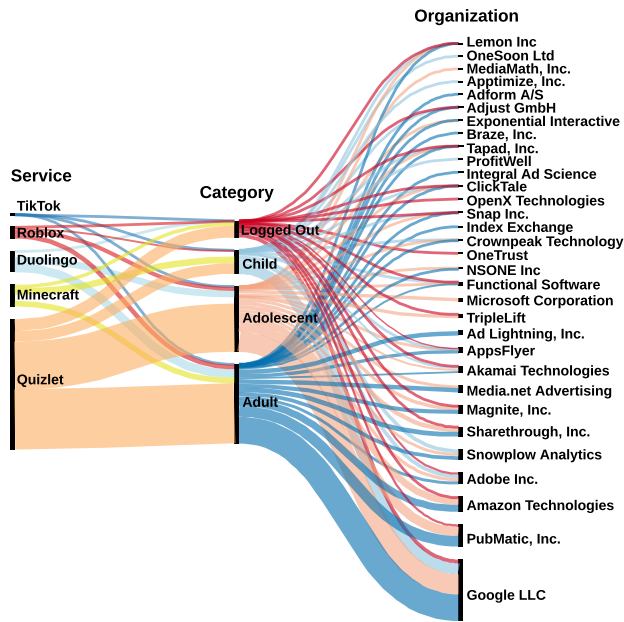 Organization
Lemon Inc
OneSoon Ltd
MediaMath, Inc.
Apptimize, Inc.
Adform A/S
Adjust GmbH
Exponential Interactive
Braze, Inc.
Tapad, Inc.
ProfitWell
Integral Ad Science
ClickTale
OpenX Technologies
Snap Inc.
Index Exchange
Crownpeak Technology
OneTrust
NSONE Inc
Functional Software
Microsoft Corporation
TripleLift
Ad Lightning, Inc.
AppsFlyer
Akamai Technologies
Media.net Advertising
Magnite, Inc.
Sharethrough, Inc.
Snowplow Analytics
Adobe Inc.
Amazon Technologies
PubMatic, Inc.
Google LLC
Service
TikTok
Roblox
Duolingo
Minecraft
Quizlet
Category
Logged Out
Child
Adolescent
Adult